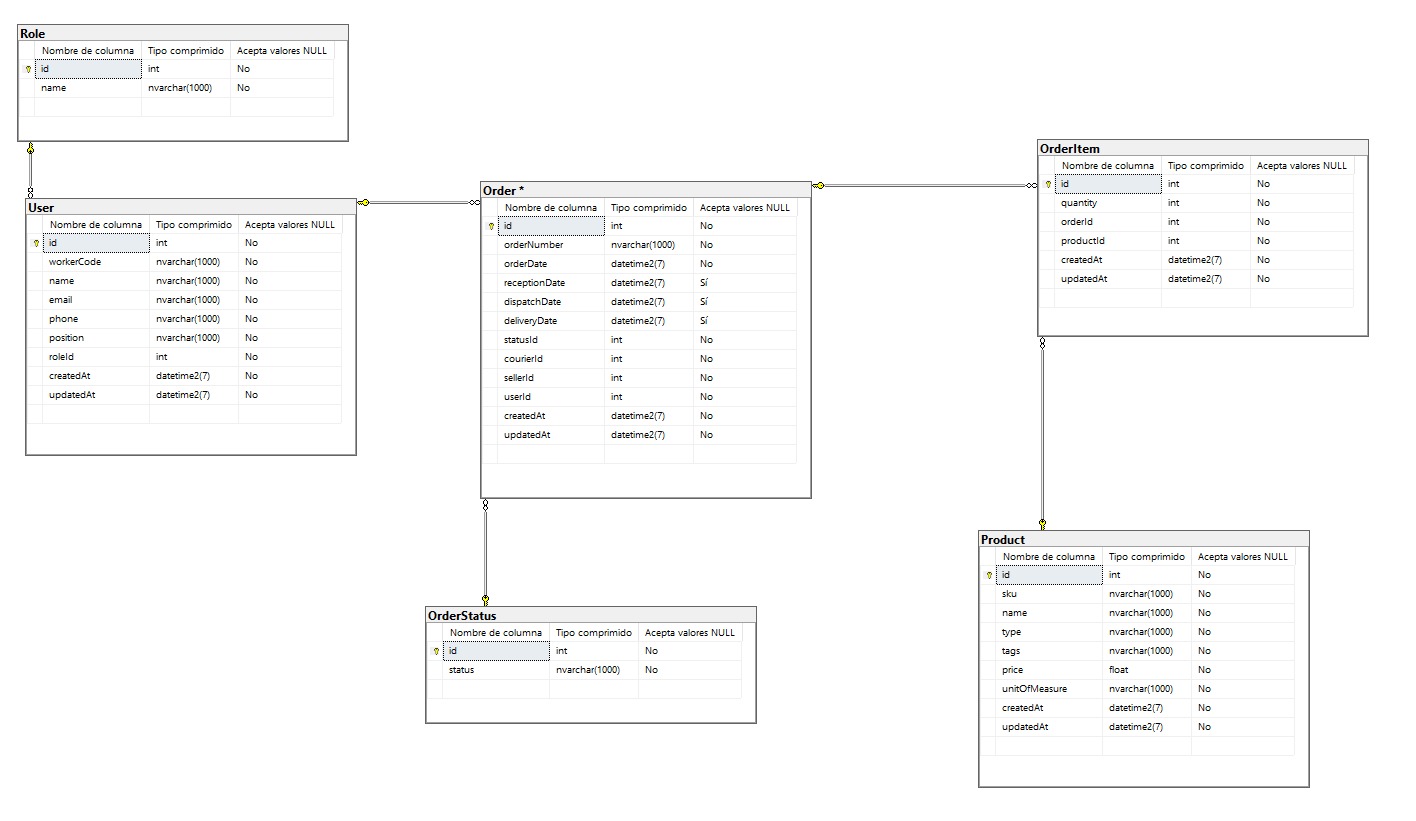 Role
Nombre de columna Tipo comprimido Acepta valores NULL
id int No
name nvarchar(1000) No
User
Nombre de columna Tipo comprimido Acepta valores NULL
id int No
workerCode nvarchar(1000) No
name nvarchar(1000) No
email nvarchar(1000) No
phone nvarchar(1000) No
position nvarchar(1000) No
roleId int No
createdAt datetime2(7) No
updatedAt datetime2(7) No
Order *
Nombre de columna Tipo comprimido Acepta valores NULL
id int No
orderNumber nvarchar(1000) No
orderDate datetime2(7) No
receptionDate datetime2(7) Sí
dispatchDate datetime2(7) Sí
deliveryDate datetime2(7) Sí
statusId int No
courierId int No
sellerId int No
userId int No
createdAt datetime2(7) No
updatedAt datetime2(7) No
OrderItem
Nombre de columna Tipo comprimido Acepta valores NULL
id int No
quantity int No
orderId int No
productId int No
createdAt datetime2(7) No
updatedAt datetime2(7) No
OrderStatus
Nombre de columna Tipo comprimido Acepta valores NULL
id int No
status nvarchar(1000) No
Product
Nombre de columna Tipo comprimido Acepta valores NULL
id int No
sku nvarchar(1000) No
name nvarchar(1000) No
type nvarchar(1000) No
tags nvarchar(1000) No
price float No
unitOfMeasure nvarchar(1000) No
createdAt datetime2(7) No
updatedAt datetime2(7) No